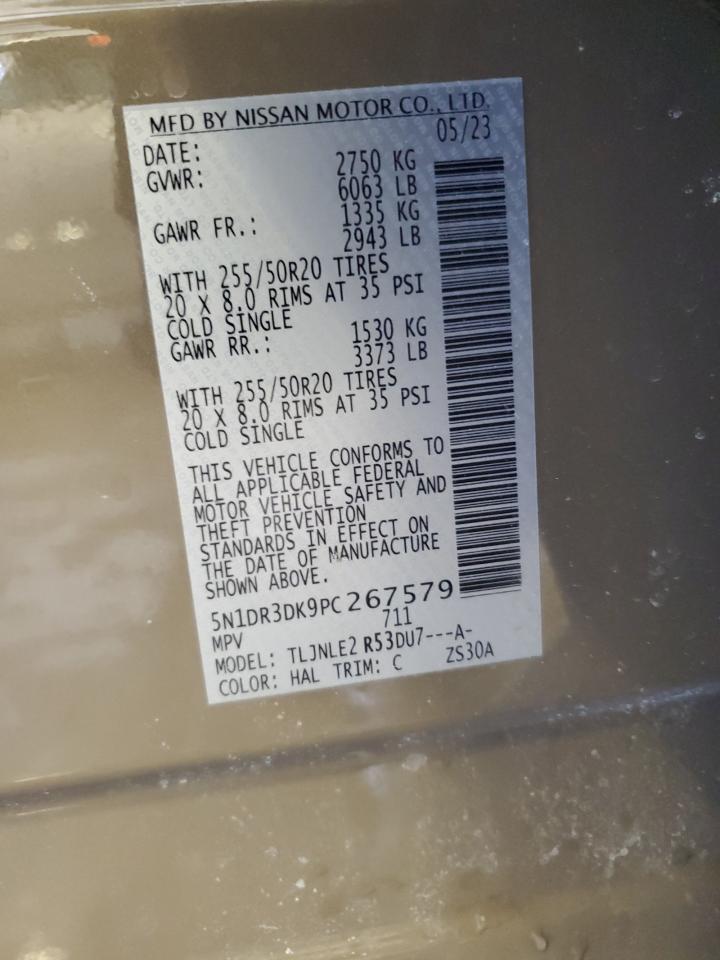 MFD BY NISSAN MOTOR CO., LTD.
DATE: 05/23
GVWR: 2750 KG
6063 LB
GAWR FR.: 1335 KG
2943 LB
WITH 255/50R20 TIRES
20 X 8.0 RIMS AT 35 PSI
COLD SINGLE
GAWR RR.: 1530 KG
3373 LB
WITH 255/50R20 TIRES
20 X 8.0 RIMS AT 35 PSI
COLD SINGLE
THIS VEHICLE CONFORMS TO
ALL APPLICABLE FEDERAL
MOTOR VEHICLE SAFETY AND
THEFT PREVENTION
STANDARDS IN EFFECT ON
THE DATE OF MANUFACTURE
SHOWN ABOVE.
5N1DR3DK9PC267579
MPV 711
MODEL: TLJNLE2 R53DU7---A-
COLOR: HAL TRIM: C ZS30A